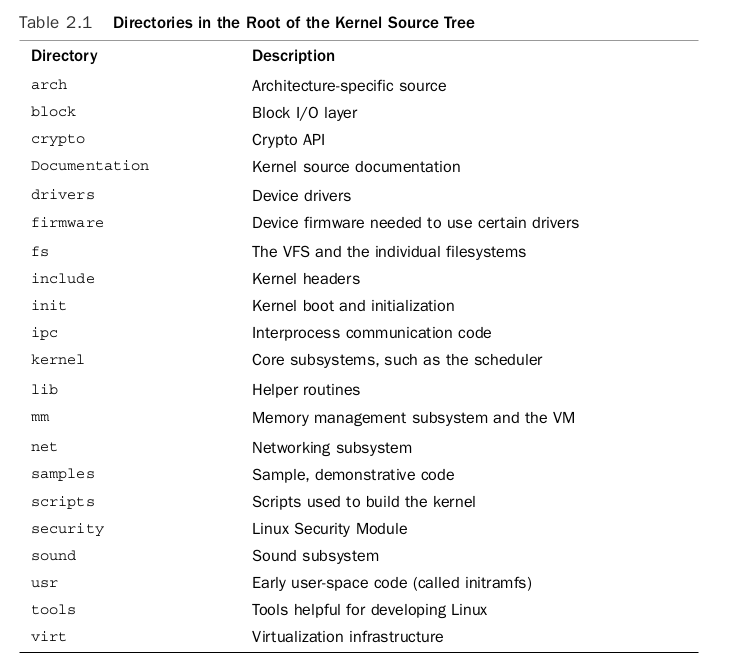 Table 2.1 Directories in the Root of the Kernel Source Tree
Directory Description
arch Architecture-specific source
block Block I/O layer
crypto Crypto API
Documentation Kernel source documentation
drivers Device drivers
firmware Device firmware needed to use certain drivers
fs The VFS and the individual filesystems
include Kernel headers
init Kernel boot and initialization
ipc Interprocess communication code
kernel Core subsystems, such as the scheduler
lib Helper routines
mm Memory management subsystem and the VM
net Networking subsystem
samples Sample, demonstrative code
scripts Scripts used to build the kernel
security Linux Security Module
sound Sound subsystem
usr Early user-space code (called initramfs)
tools Tools helpful for developing Linux
virt Virtualization infrastructure